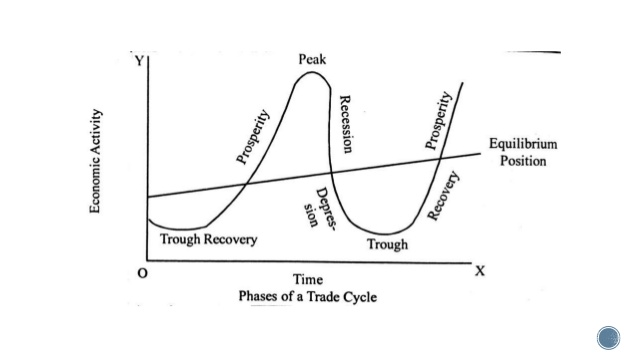 Y
Peak
Economic Activity
Prosperity
Recession
Prosperity
Equilibrium
Position
Depres-
sion
Recovery
Trough Recovery
Trough
O
X
Time
Phases of a Trade Cycle